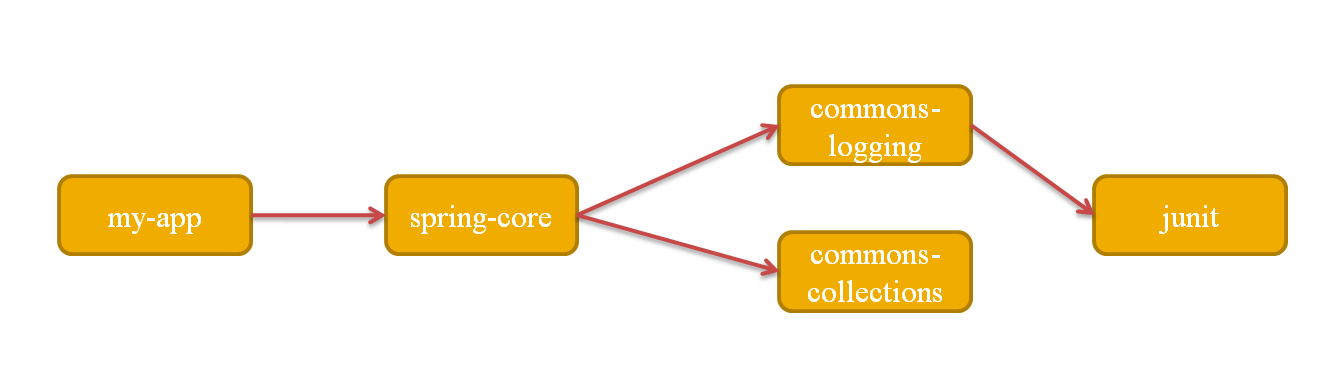 my-app
spring-core
commons-
logging
commons-
collections
junit